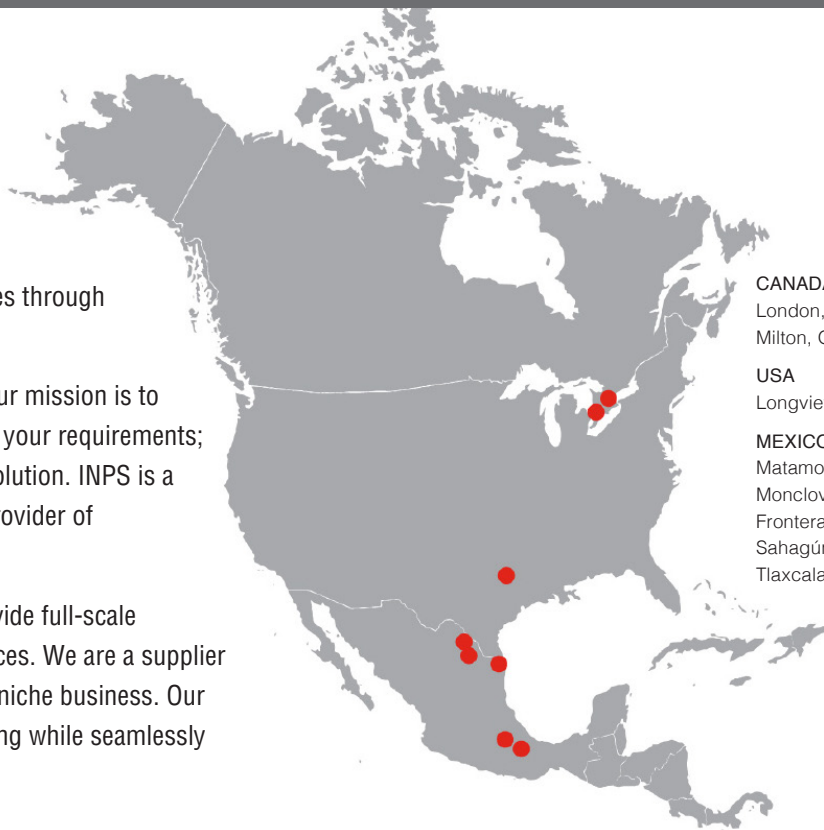 es through
ur mission is to
your requirements;
olution. INPS is a
ovider of
vide full-scale
ces. We are a supplier
niche business. Our
ng while seamlessly
CANADA
London,
Milton,
USA
Longvie
MEXICO
Matamo
Monclov
Frontera
Sahagún
Tlaxcala